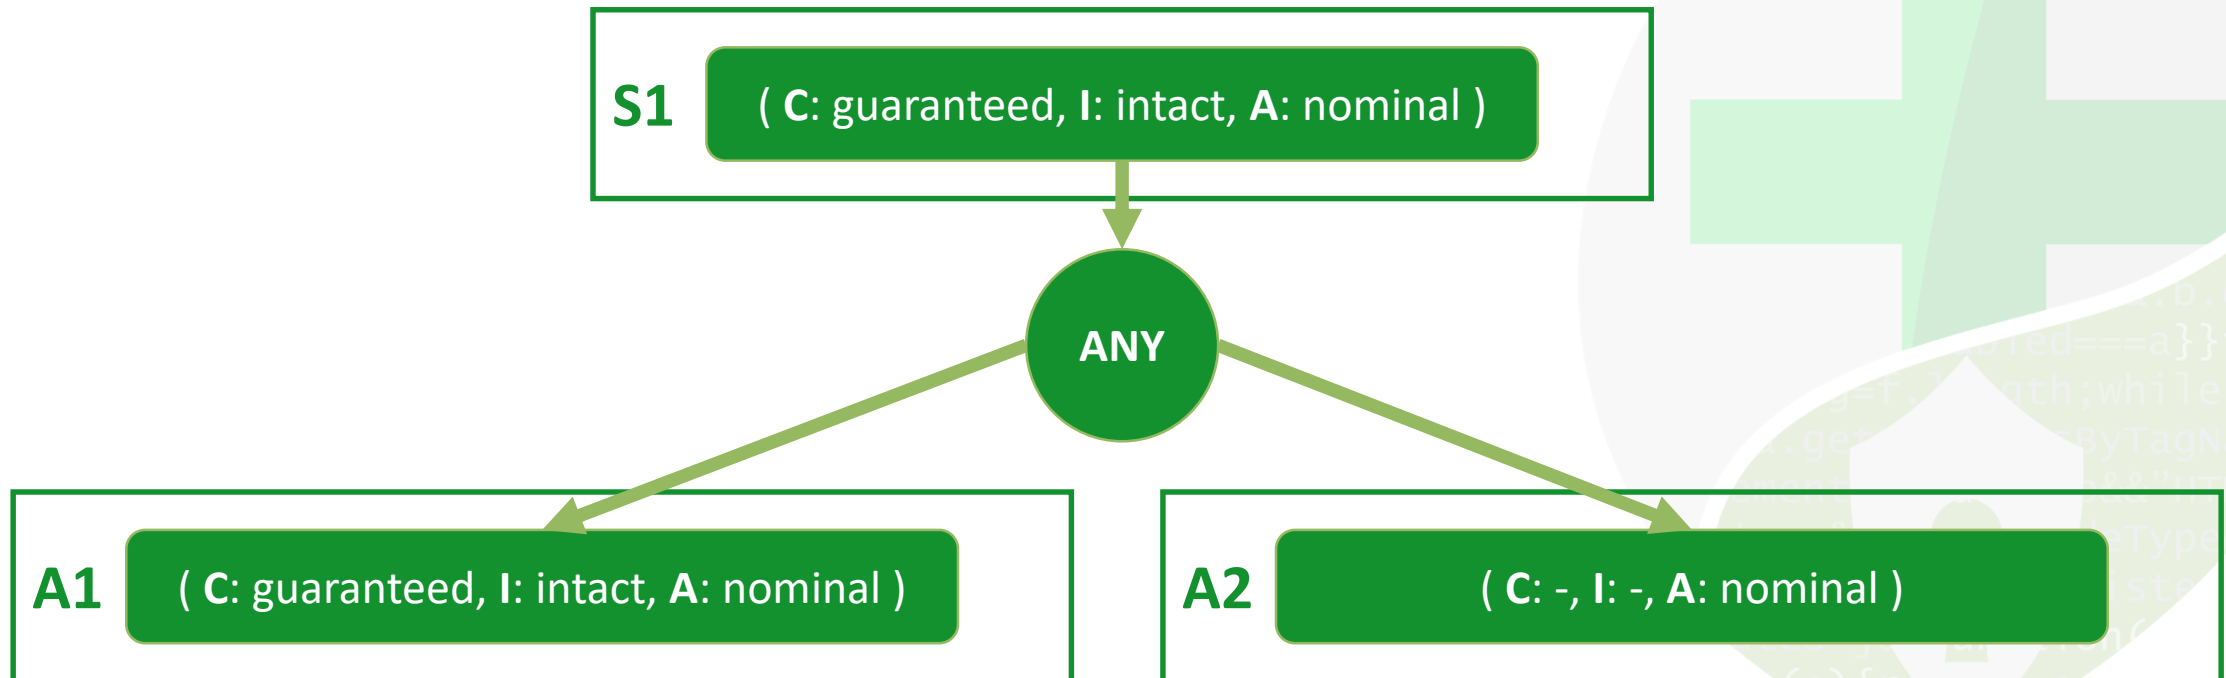 S1
( C: guaranteed, I: intact, A: nominal )
ANY
A1
( C: guaranteed, I: intact, A: nominal )
A2
( C: -, I: -, A: nominal )